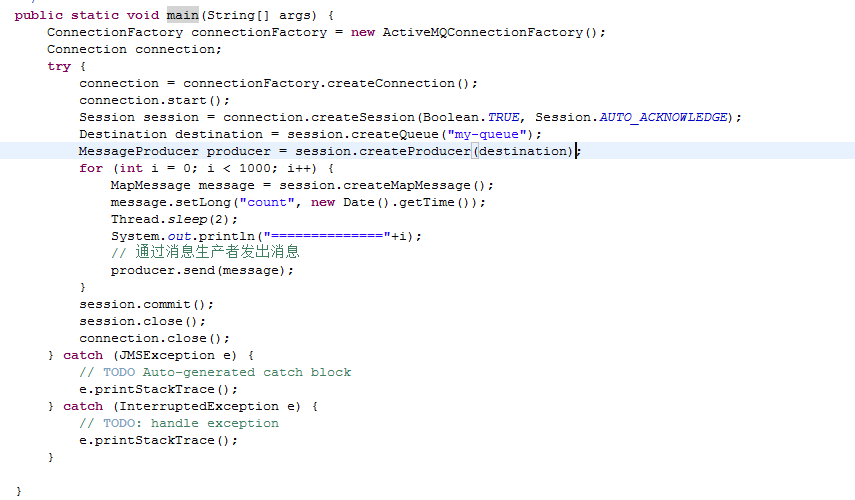 public static void main(String[] args) {
ConnectionFactory connectionFactory = new ActiveMQConnectionFactory();
Connection connection;
try {
connection = connectionFactory.createConnection();
connection.start();
Session session = connection.createSession(Boolean.TRUE, Session.AUTO_ACKNOWLEDGE);
Destination destination = session.createQueue("my-queue");
MessageProducer producer = session.createProducer(destination);
for (int i = 0; i < 1000; i++) {
MapMessage message = session.createMapMessage();
message.setLong("count", new Date().getTime());
Thread.sleep(2);
System.out.println("=============="+i);
// 通过消息生产者发出消息
producer.send(message);
}
session.commit();
session.close();
connection.close();
} catch (JMSException e) {
// TODO Auto-generated catch block
e.printStackTrace();
} catch (InterruptedException e) {
// TODO: handle exception
e.printStackTrace();
}
}